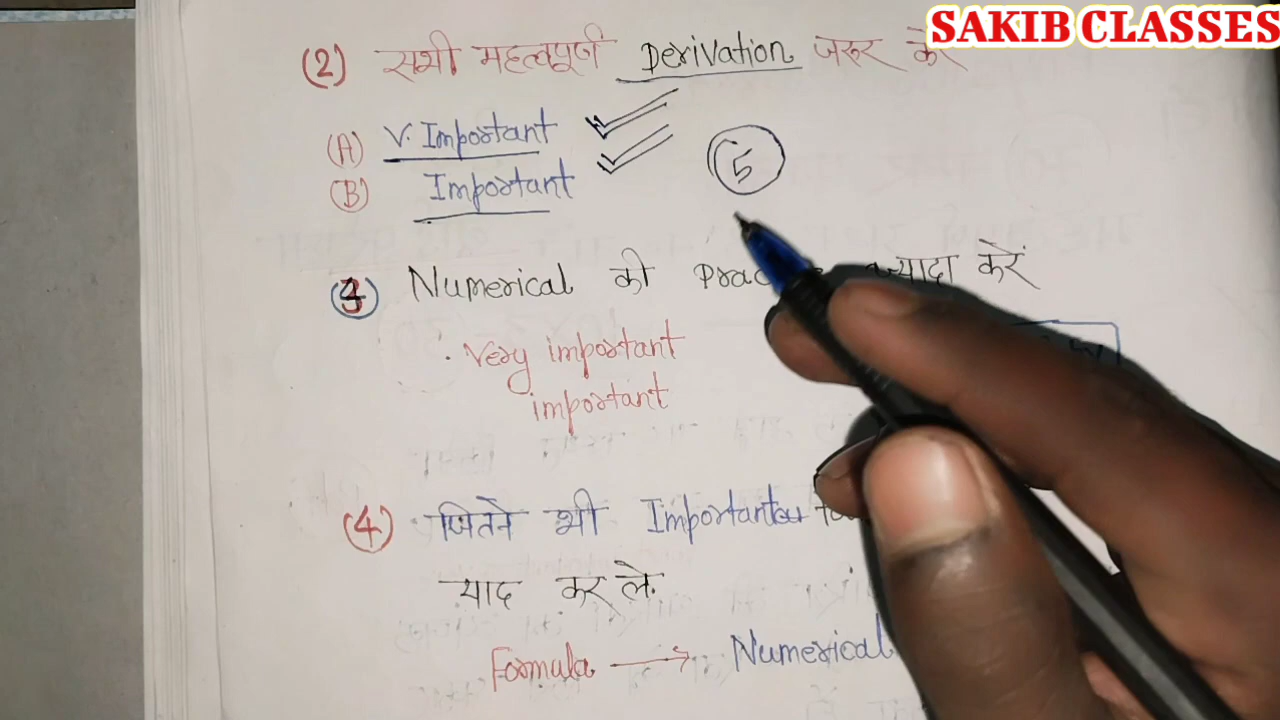 SAKIB CLASSES
(2) सभी महत्वपूर्ण Derivation जरूर करें
(A) V. Important
(B) Important
5
(3) Numerical की ज्यादा करें
. Very important
important
(4) जितने भी Important
याद कर ले.
Formula → Numerical